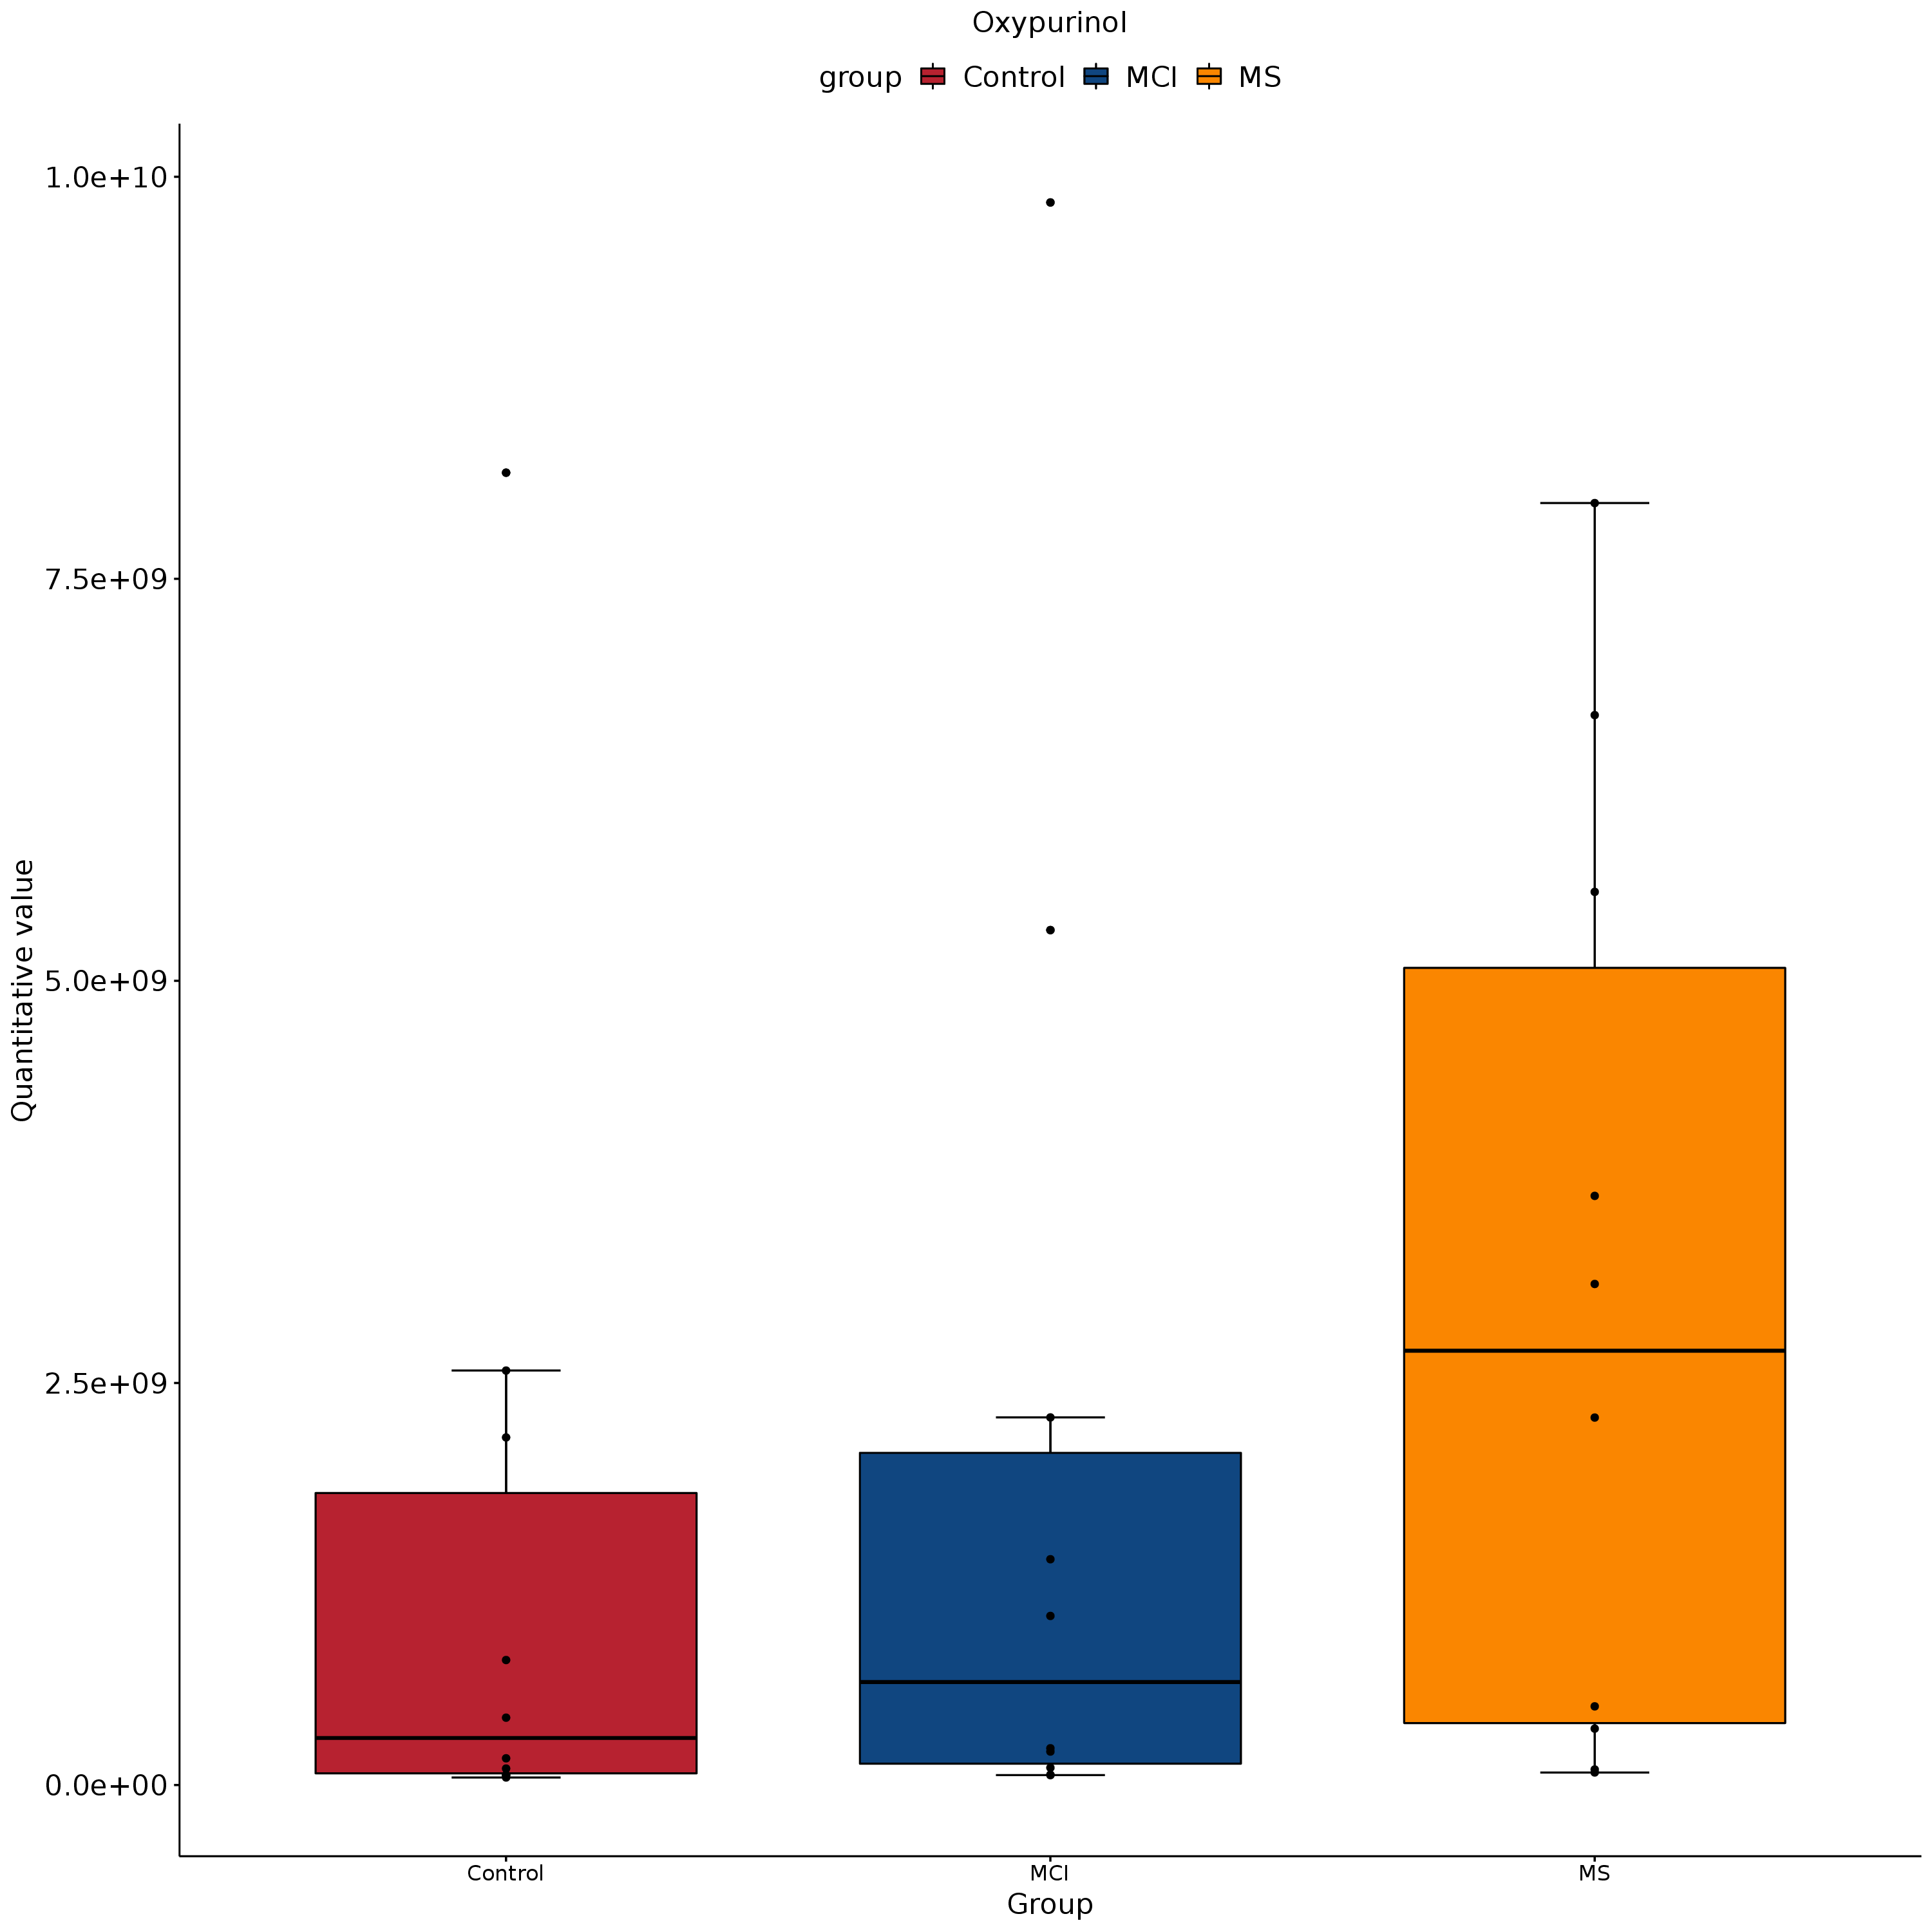 Oxypurinol
group Control MCI MS
1.0e+10
7.5e+09
5.0e+09
2.5e+09
0.0e+00
Quantitative value
Control MCI MS
Group